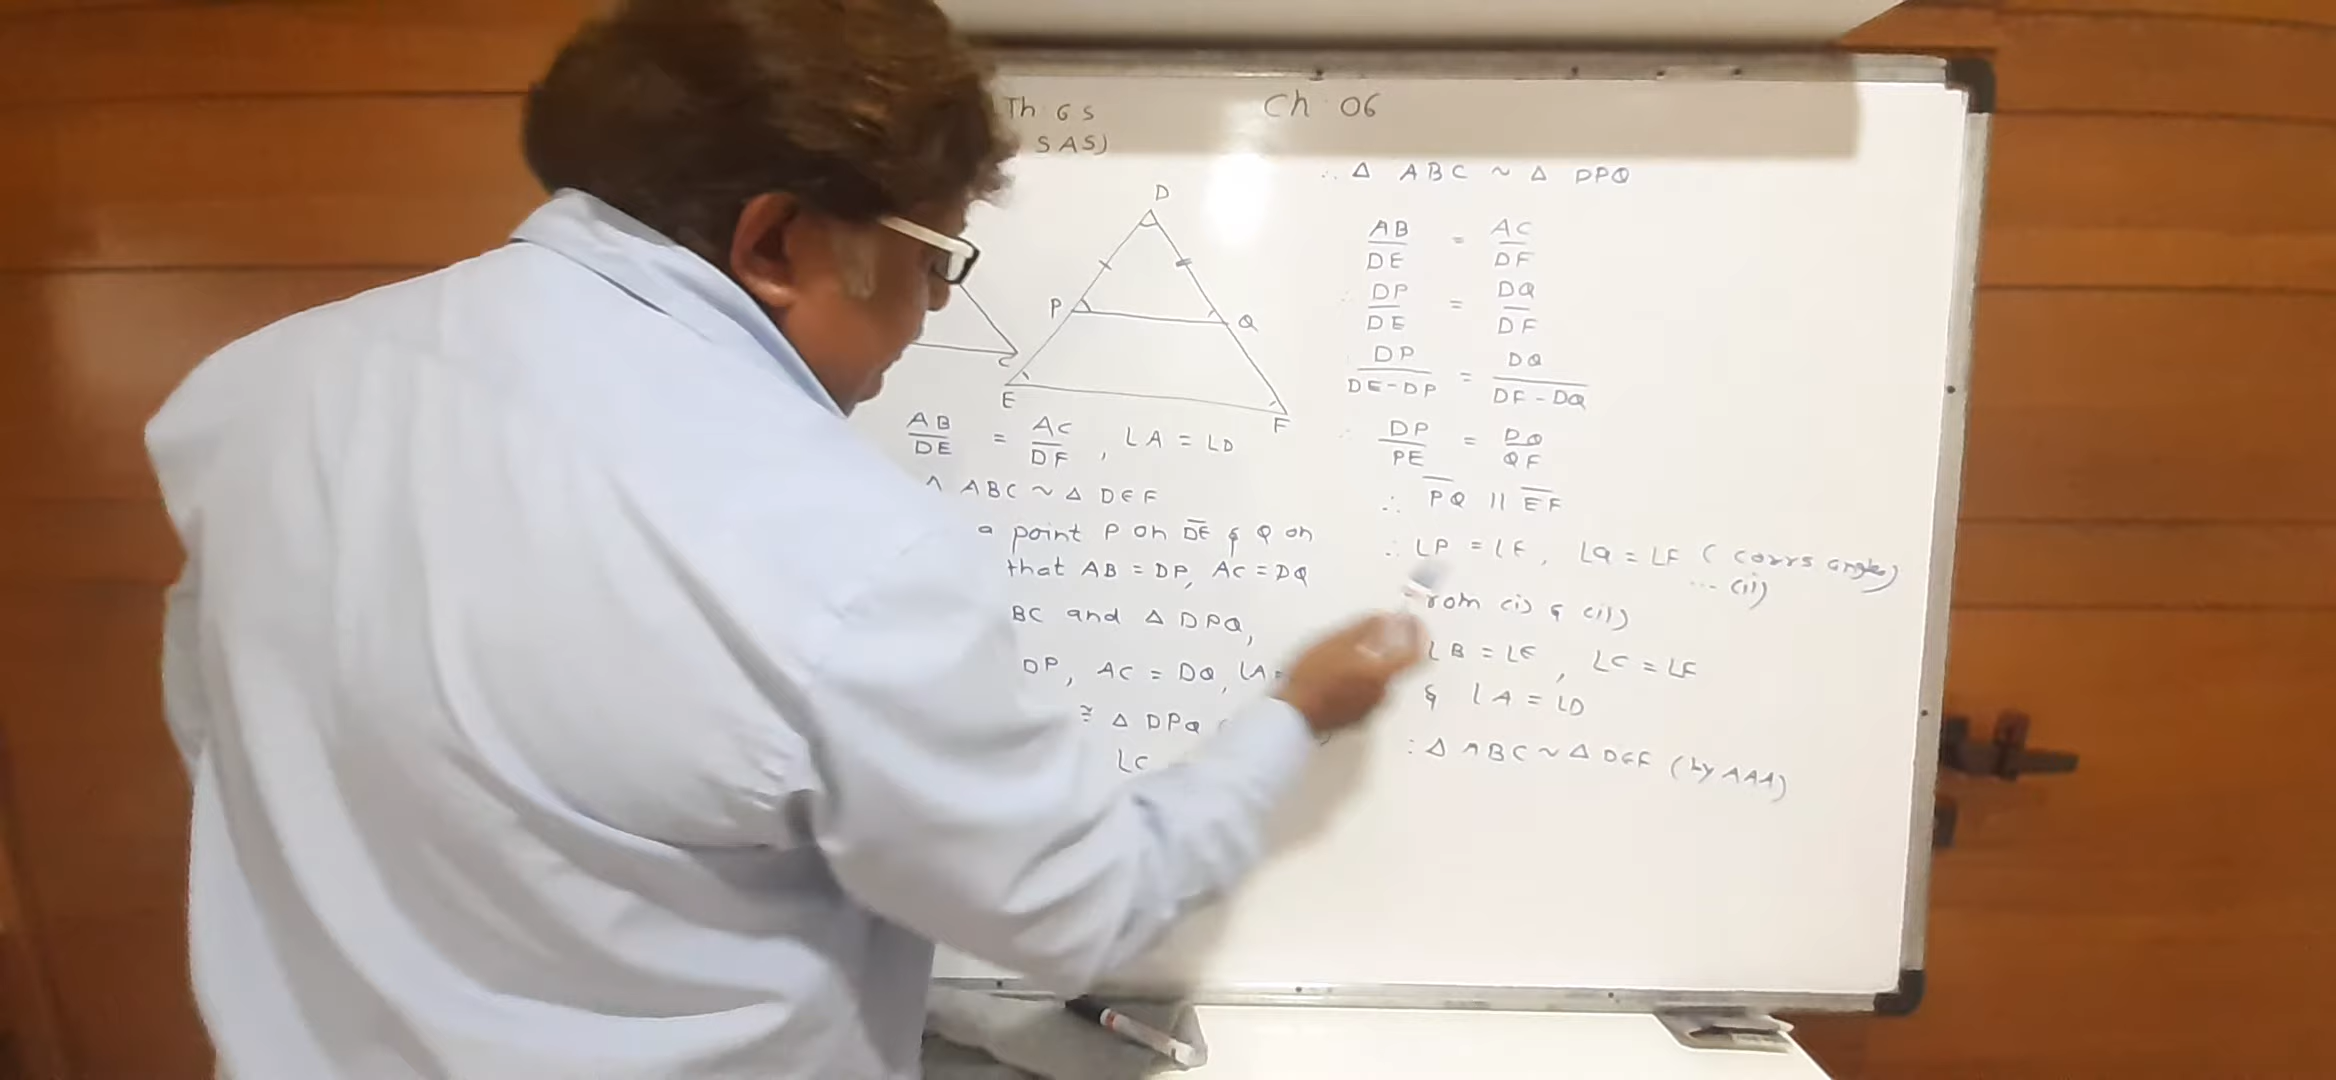 Th 6 S
SAS)
Ch 06
D
P
Q
C
E
F
AB/DE = AC/DF , ∠A = ∠D
ABC ~ Δ DEF
a point P on DE & Q on
that AB = DP, AC = DQ
BC and Δ DPQ,
DP, AC = DQ, ∠A =
≅ Δ DPQ (
∠C
∴ Δ ABC ~ Δ DPQ
AB/DE = AC/DF
∴ DP/DE = DQ/DF
DP/DE-DP = DQ/DF-DQ
∴ DP/PE = DQ/QF
∴ PQ || EF
∴ ∠P = ∠E, ∠Q = ∠F (corrs angles)
... (ii)
rom (i) & (ii)
∠B = ∠E, ∠C = ∠F
& ∠A = ∠D
: Δ ABC ~ Δ DEF (by AAA)